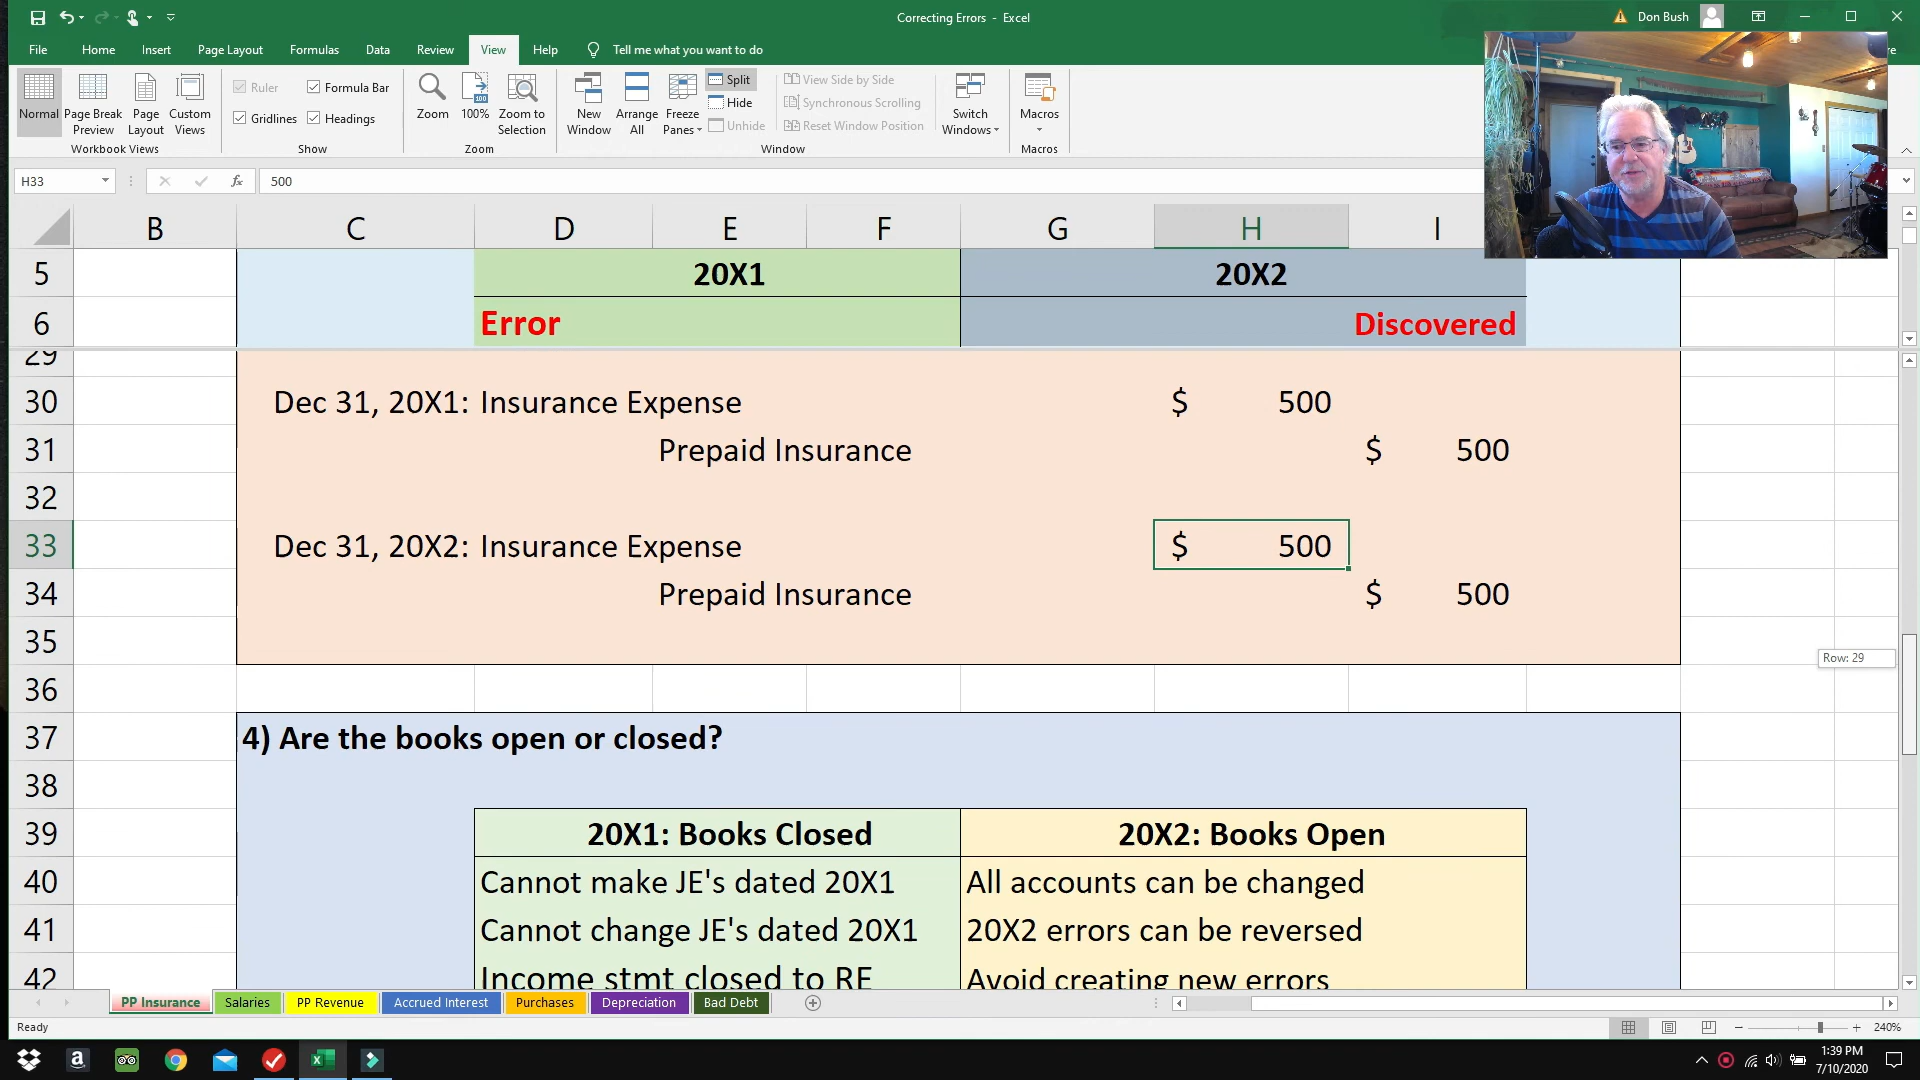 Correcting Errors - Excel
Don Bush
File Home Insert Page Layout Formulas Data Review View Help Tell me what you want to do
Normal
Page Break Preview
Page Layout
Custom Views
Workbook Views
Ruler
Formula Bar
Gridlines
Headings
Show
Zoom
100
100%
Zoom to Selection
Zoom
New Window
Arrange All
Freeze Panes
Split
Hide
Unhide
View Side by Side
Synchronous Scrolling
Reset Window Position
Window
Switch Windows
Macros
Macros
H33 fx 500
B C D E F G H I
5 20X1 20X2
6 Error Discovered
29
30 Dec 31, 20X1: Insurance Expense $ 500
31 Prepaid Insurance $ 500
32
33 Dec 31, 20X2: Insurance Expense $ 500
34 Prepaid Insurance $ 500
35
Row: 29
36
37 4) Are the books open or closed?
38
39 20X1: Books Closed 20X2: Books Open
40 Cannot make JE's dated 20X1 All accounts can be changed
41 Cannot change JE's dated 20X1 20X2 errors can be reversed
42 Income stmt closed to RE Avoid creating new errors
PP Insurance Salaries PP Revenue Accrued Interest Purchases Depreciation Bad Debt
Ready 240%
1:39 PM
7/10/2020